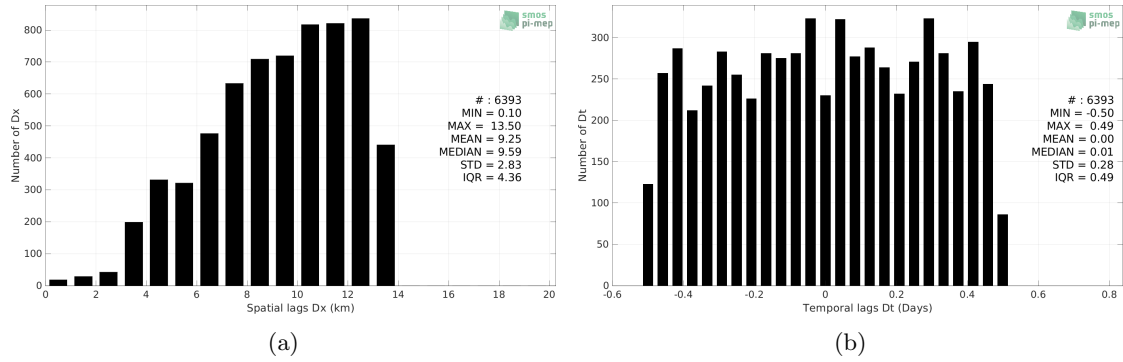 smos
pi-mep
800
700
600
500
400
300
200
100
0
Number of Dx
# : 6393
MIN = 0.10
MAX = 13.50
MEAN = 9.25
MEDIAN = 9.59
STD = 2.83
IQR = 4.36
0 2 4 6 8 10 12 14 16 18 20
Spatial lags Dx (km)
(a)
smos
pi-mep
300
250
200
150
100
50
0
Number of Dt
# : 6393
MIN = -0.50
MAX = 0.49
MEAN = 0.00
MEDIAN = 0.01
STD = 0.28
IQR = 0.49
-0.6 -0.4 -0.2 0 0.2 0.4 0.6 0.8
Temporal lags Dt (Days)
(b)